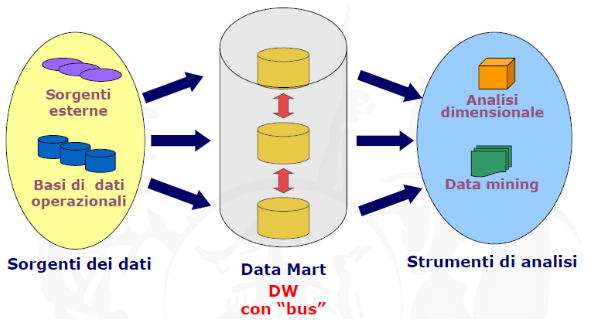 Sorgenti
esterne
Basi di dati
operazionali
Sorgenti dei dati
Data Mart
DW
con “bus”
Analisi
dimensionale
Data mining
Strumenti di analisi